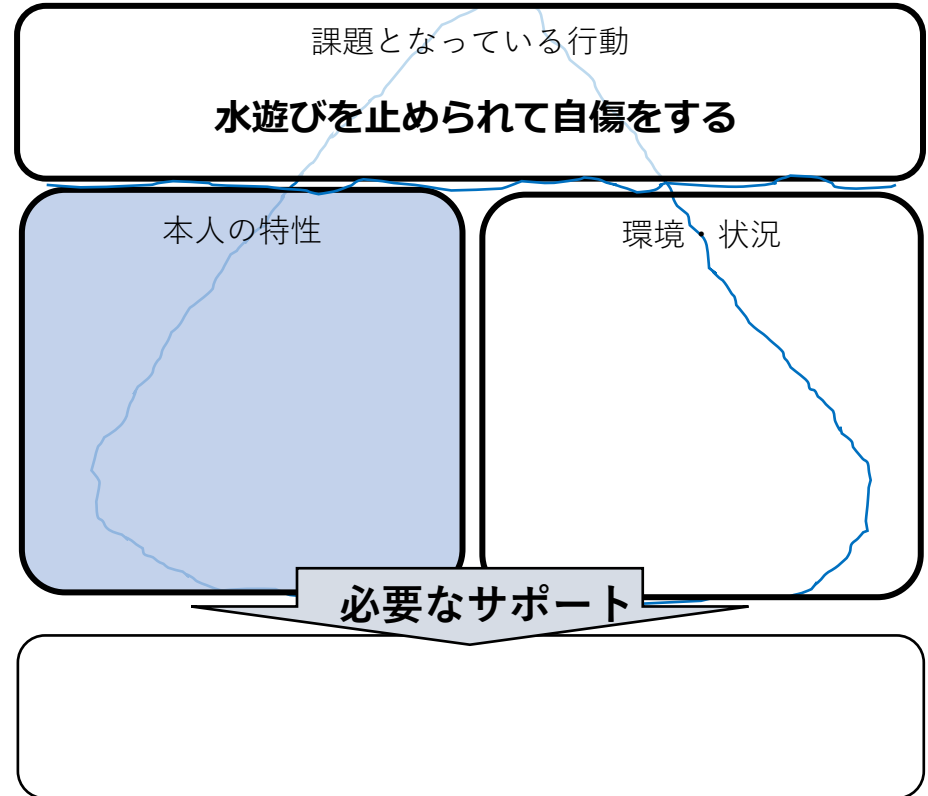 課題となっている行動
水遊びを止められて自傷をする
本人の特性
環境・状況
必要なサポート